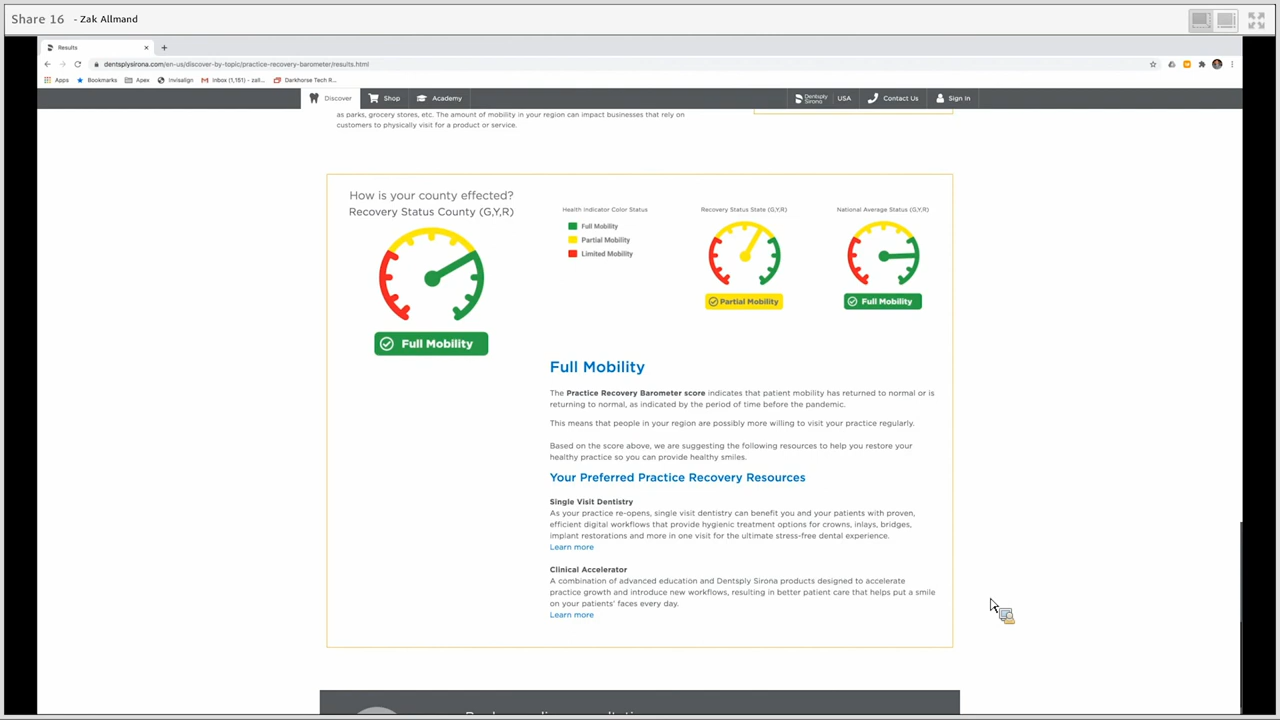 Share 16 - Zak Allmand
Results
dentsplysirona.com/en-us/discover-by-topic/practice-recovery-barometer/results.html
Apps Bookmarks Apex Invisalign Inbox (1,151) - zall... Darkhorse Tech R...
Discover Shop Academy Dentsply Sirona USA Contact Us Sign In
as parks, grocery stores, etc. The amount of mobility in your region can impact businesses that rely on
customers to physically visit for a product or service.
How is your county effected?
Recovery Status County (G,Y,R)
Full Mobility
Health Indicator Color Status
Full Mobility
Partial Mobility
Limited Mobility
Recovery Status State (G,Y,R)
Partial Mobility
National Average Status (G,Y,R)
Full Mobility
Full Mobility
The Practice Recovery Barometer score indicates that patient mobility has returned to normal or is
returning to normal, as indicated by the period of time before the pandemic.
This means that people in your region are possibly more willing to visit your practice regularly.
Based on the score above, we are suggesting the following resources to help you restore your
healthy practice so you can provide healthy smiles.
Your Preferred Practice Recovery Resources
Single Visit Dentistry
As your practice re-opens, single visit dentistry can benefit you and your patients with proven,
efficient digital workflows that provide hygienic treatment options for crowns, inlays, bridges,
implant restorations and more in one visit for the ultimate stress-free dental experience.
Learn more
Clinical Accelerator
A combination of advanced education and Dentsply Sirona products designed to accelerate
practice growth and introduce new workflows, resulting in better patient care that helps put a smile
on your patients' faces every day.
Learn more